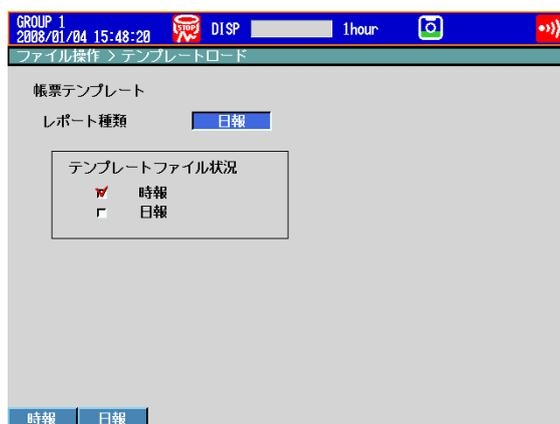 GROUP 1
2008/01/04 15:48:20 STOP DISP 1hour
ファイル操作 > テンプレートロード
帳票テンプレート
レポート種類 日報
テンプレートファイル状況
時報
日報
時報 日報